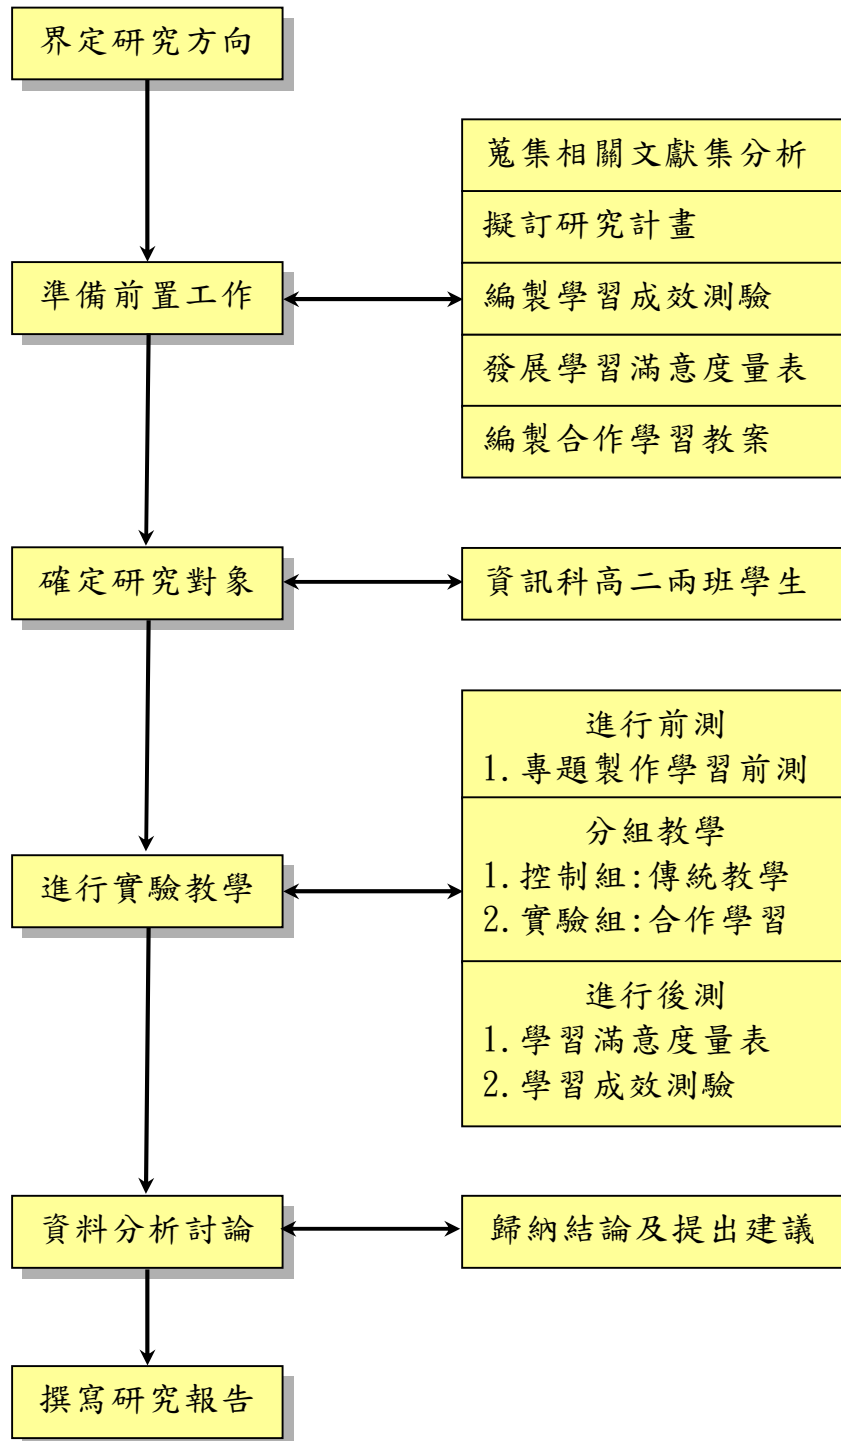 界定研究方向
蒐集相關文獻集分析
擬訂研究計畫
準備前置工作
編製學習成效測驗
發展學習滿意度量表
編製合作學習教案
確定研究對象
資訊科高二兩班學生
進行前測
1.專題製作學習前測
分組教學
進行實驗教學
1.控制組:傳統教學
2.實驗組:合作學習
進行後測
1.學習滿意度量表
2.學習成效測驗
資料分析討論
歸納結論及提出建議
撰寫研究報告